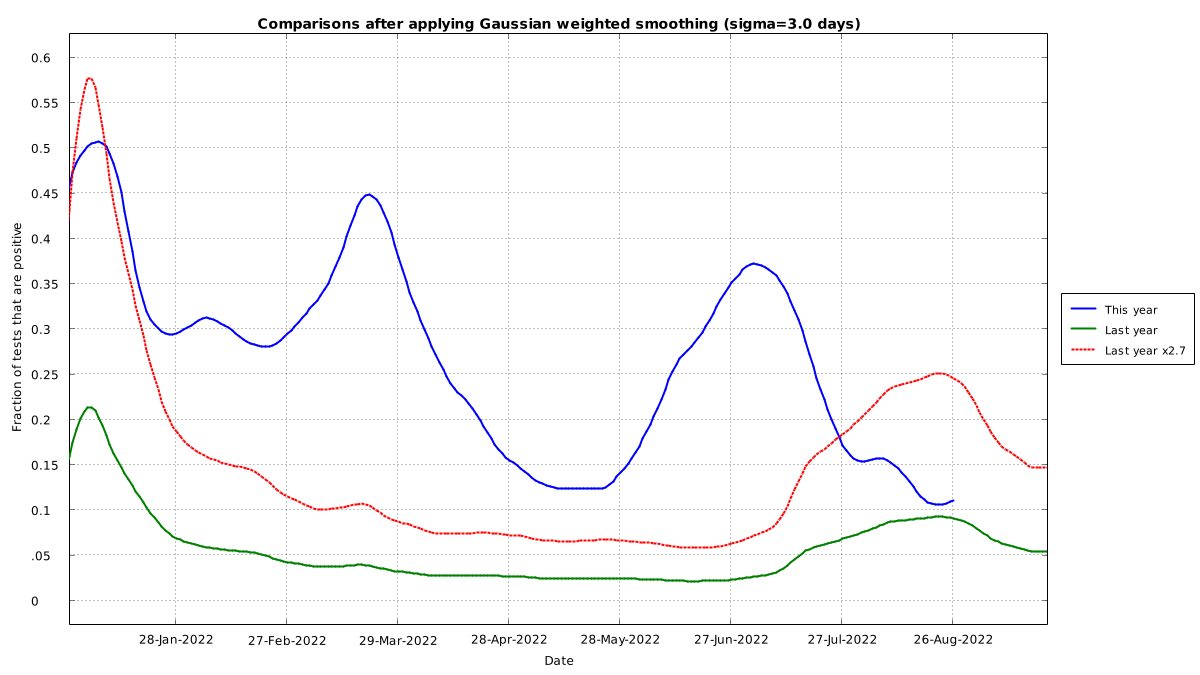 Comparisons after applying Gaussian weighted smoothing (sigma=3.0 days)
0.6
0.55
0.5
0.45
0.4
0.35
0.3
0.25
0.2
0.15
0.1
.05
0
Fraction of tests that are positive
28-Jan-2022
27-Feb-2022
29-Mar-2022
28-Apr-2022
28-May-2022
27-Jun-2022
27-Jul-2022
26-Aug-2022
Date
This year
Last year
Last year x2.7